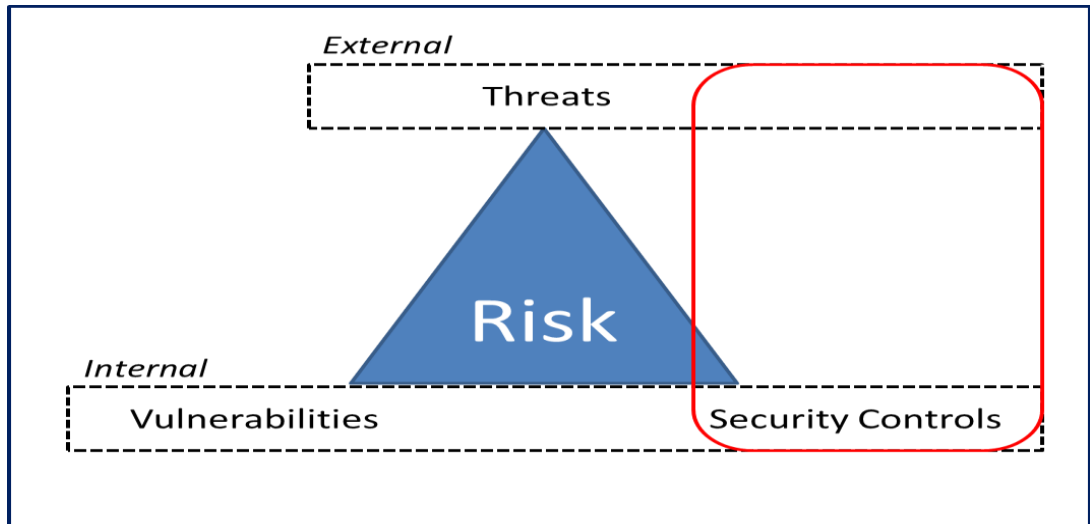 External
Threats
Risk
Internal
Vulnerabilities
Security Controls